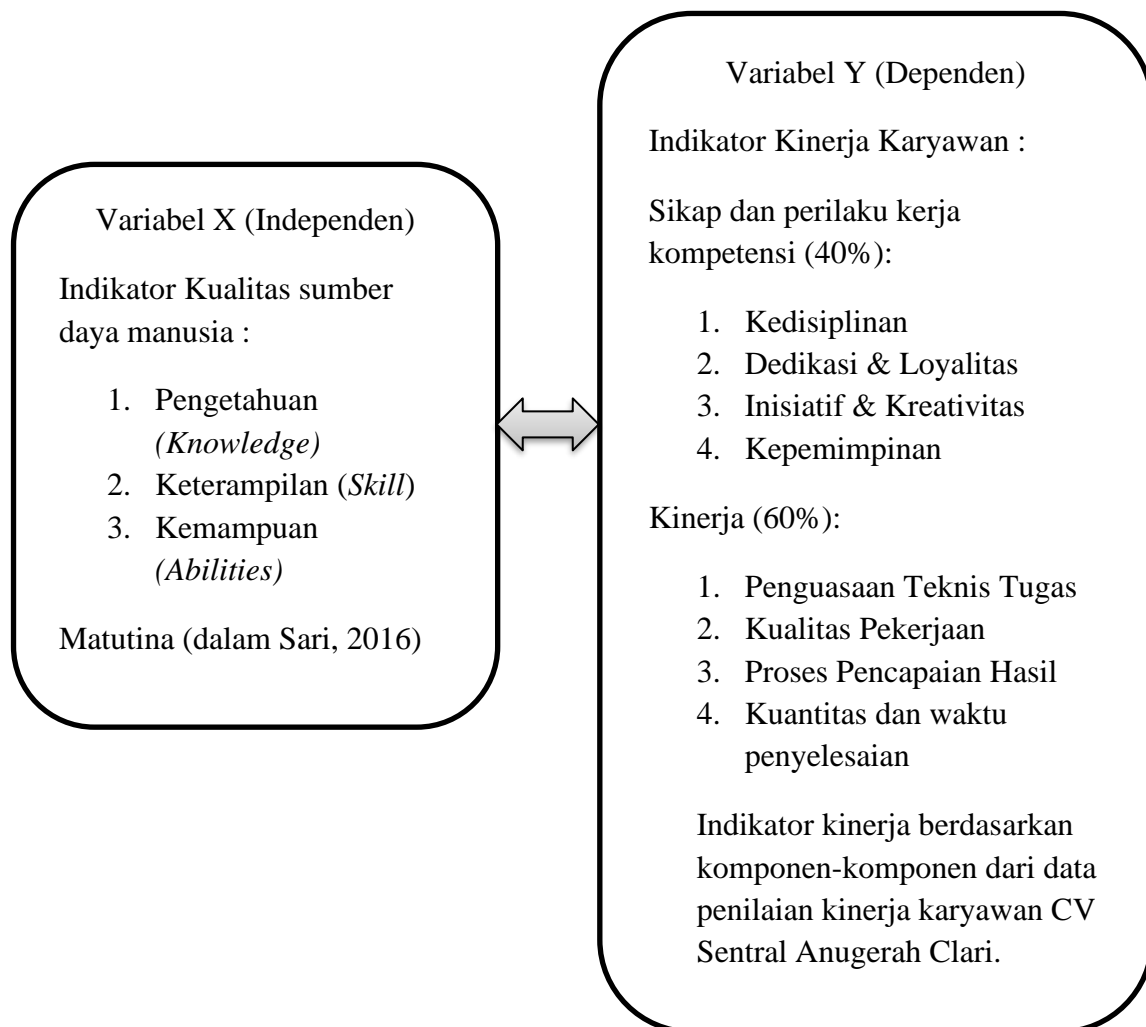 Variabel X (Independen)
Indikator Kualitas sumber
daya manusia :
1. Pengetahuan
(Knowledge)
2. Keterampilan (Skill)
3. Kemampuan
(Abilities)
Matutina (dalam Sari, 2016)
Variabel Y (Dependen)
Indikator Kinerja Karyawan :
Sikap dan perilaku kerja
kompetensi (40%):
1. Kedisiplinan
2. Dedikasi & Loyalitas
3. Inisiatif & Kreativitas
4. Kepemimpinan
Kinerja (60%):
1. Penguasaan Teknis Tugas
2. Kualitas Pekerjaan
3. Proses Pencapaian Hasil
4. Kuantitas dan waktu
penyelesaian
Indikator kinerja berdasarkan
komponen-komponen dari data
penilaian kinerja karyawan CV
Sentral Anugerah Clari.